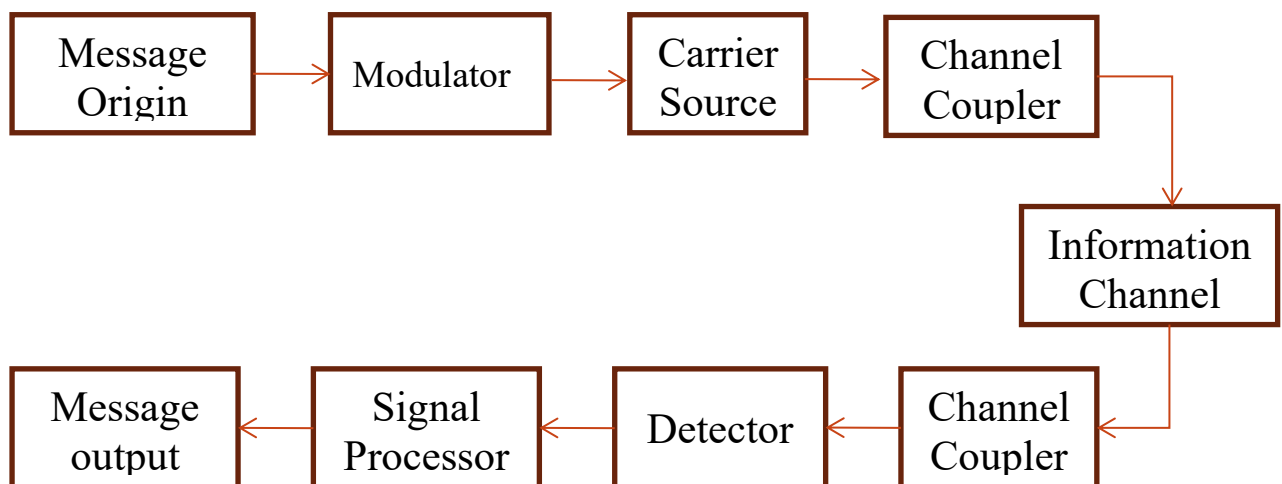 Message
Origin
Modulator
Carrier
Source
Channel
Coupler
Information
Channel
Message
output
Signal
Processor
Detector
Channel
Coupler